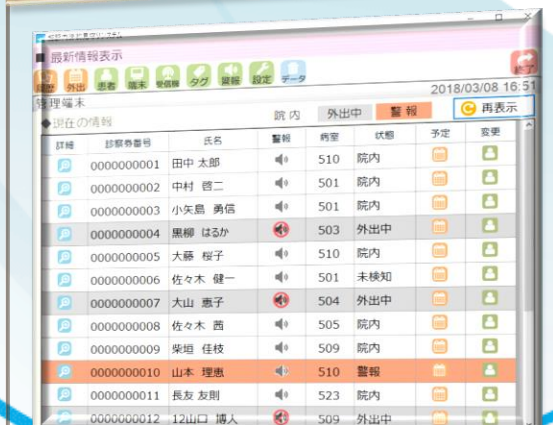 最新情報表示
外出 患者 端末 受信機 タグ 警報 設定 データ
終了
管理端末 2018/03/08 16:51
◆現在の情報 院内 外出中 警報 再表示
詳細 診察券番号 氏名 警報 病室 状態 予定 変更
0000000001 田中 太郎 510 院内
0000000002 中村 啓二 501 院内
0000000003 小矢島 勇信 501 院内
0000000004 黒柳 はるか 503 外出中
0000000005 大藤 桜子 510 院内
0000000006 佐々木 健一 501 未検知
0000000007 大山 恵子 504 外出中
0000000008 佐々木 茜 505 院内
0000000009 柴垣 佳枝 509 院内
0000000010 山本 理恵 510 警報
0000000011 長友 友則 523 院内
0000000012 12山口 博人 509 外出中